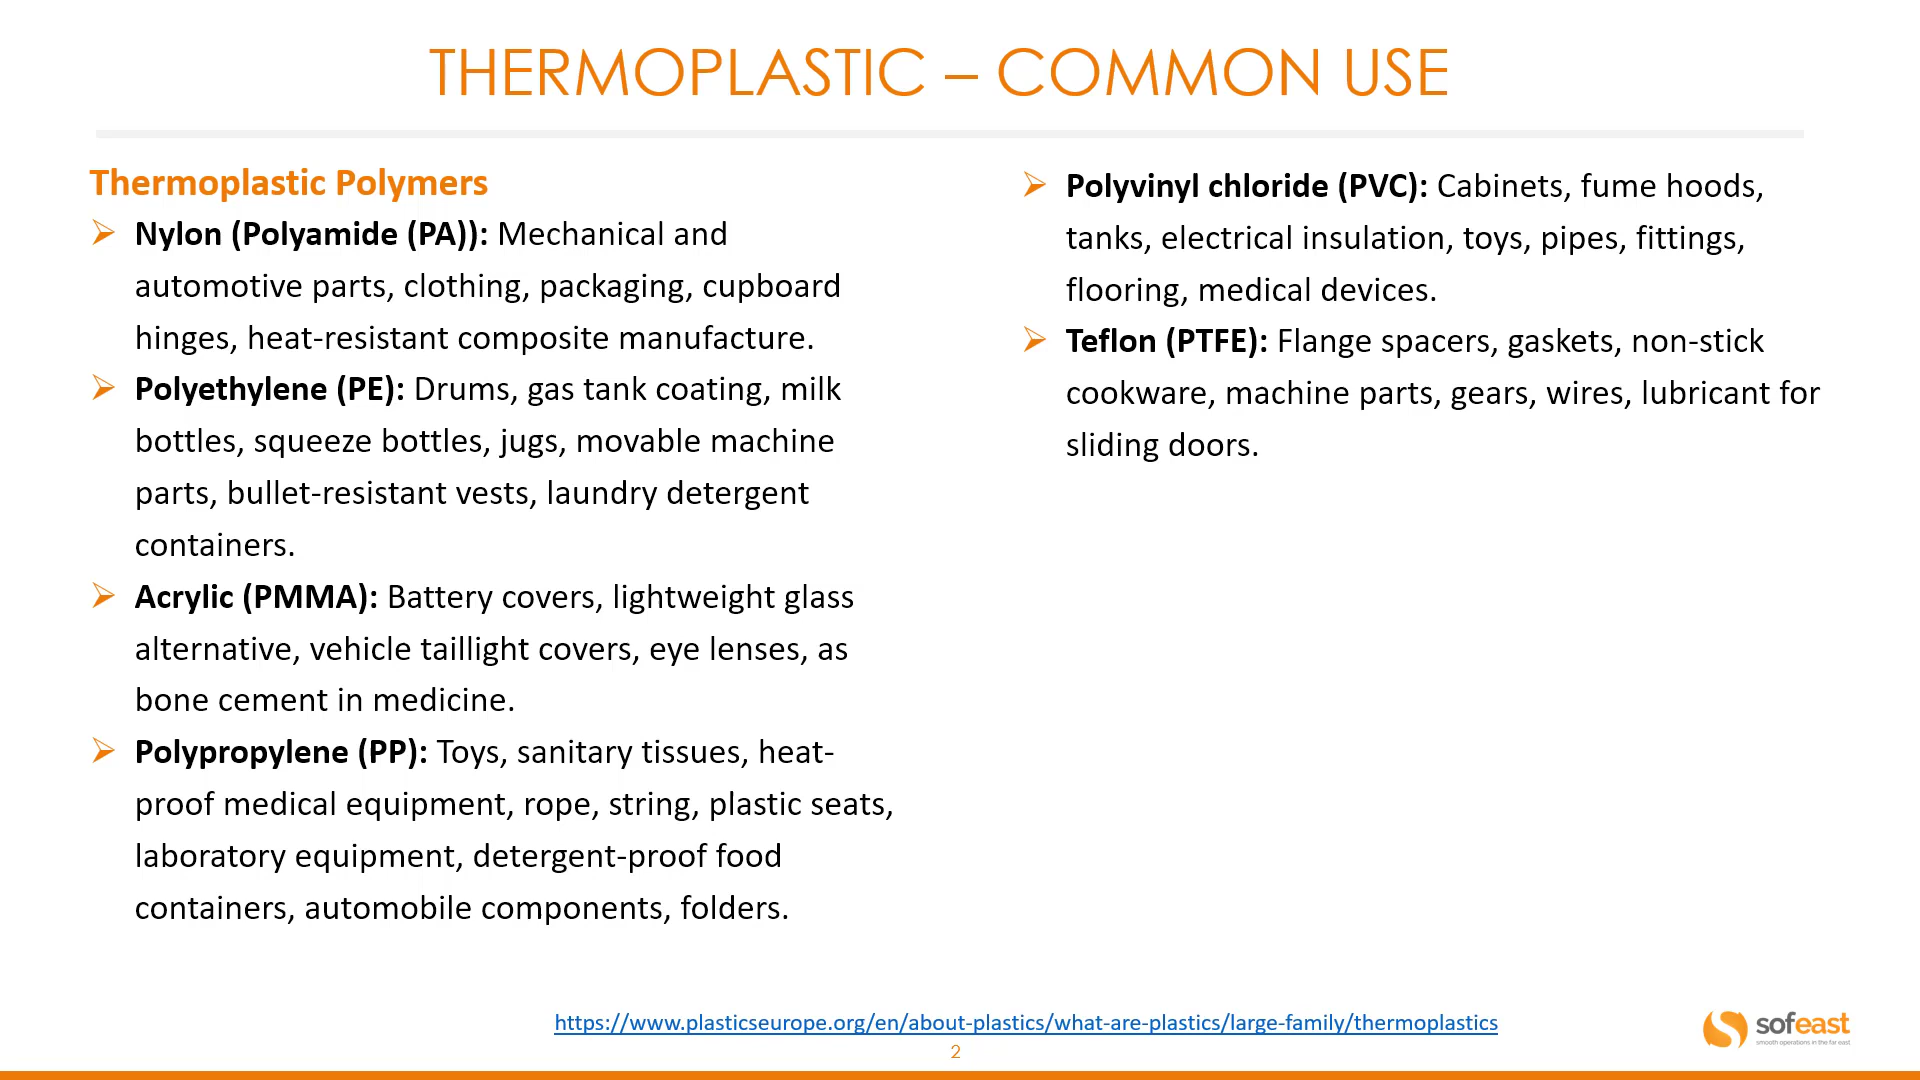 THERMOPLASTIC – COMMON USE
Thermoplastic Polymers
➢ Nylon (Polyamide (PA)): Mechanical and
automotive parts, clothing, packaging, cupboard
hinges, heat-resistant composite manufacture.
➢ Polyethylene (PE): Drums, gas tank coating, milk
bottles, squeeze bottles, jugs, movable machine
parts, bullet-resistant vests, laundry detergent
containers.
➢ Acrylic (PMMA): Battery covers, lightweight glass
alternative, vehicle taillight covers, eye lenses, as
bone cement in medicine.
➢ Polypropylene (PP): Toys, sanitary tissues, heat-
proof medical equipment, rope, string, plastic seats,
laboratory equipment, detergent-proof food
containers, automobile components, folders.
➢ Polyvinyl chloride (PVC): Cabinets, fume hoods,
tanks, electrical insulation, toys, pipes, fittings,
flooring, medical devices.
➢ Teflon (PTFE): Flange spacers, gaskets, non-stick
cookware, machine parts, gears, wires, lubricant for
sliding doors.
https://www.plasticseurope.org/en/about-plastics/what-are-plastics/large-family/thermoplastics
2
sofeast
smooth operations in the far east